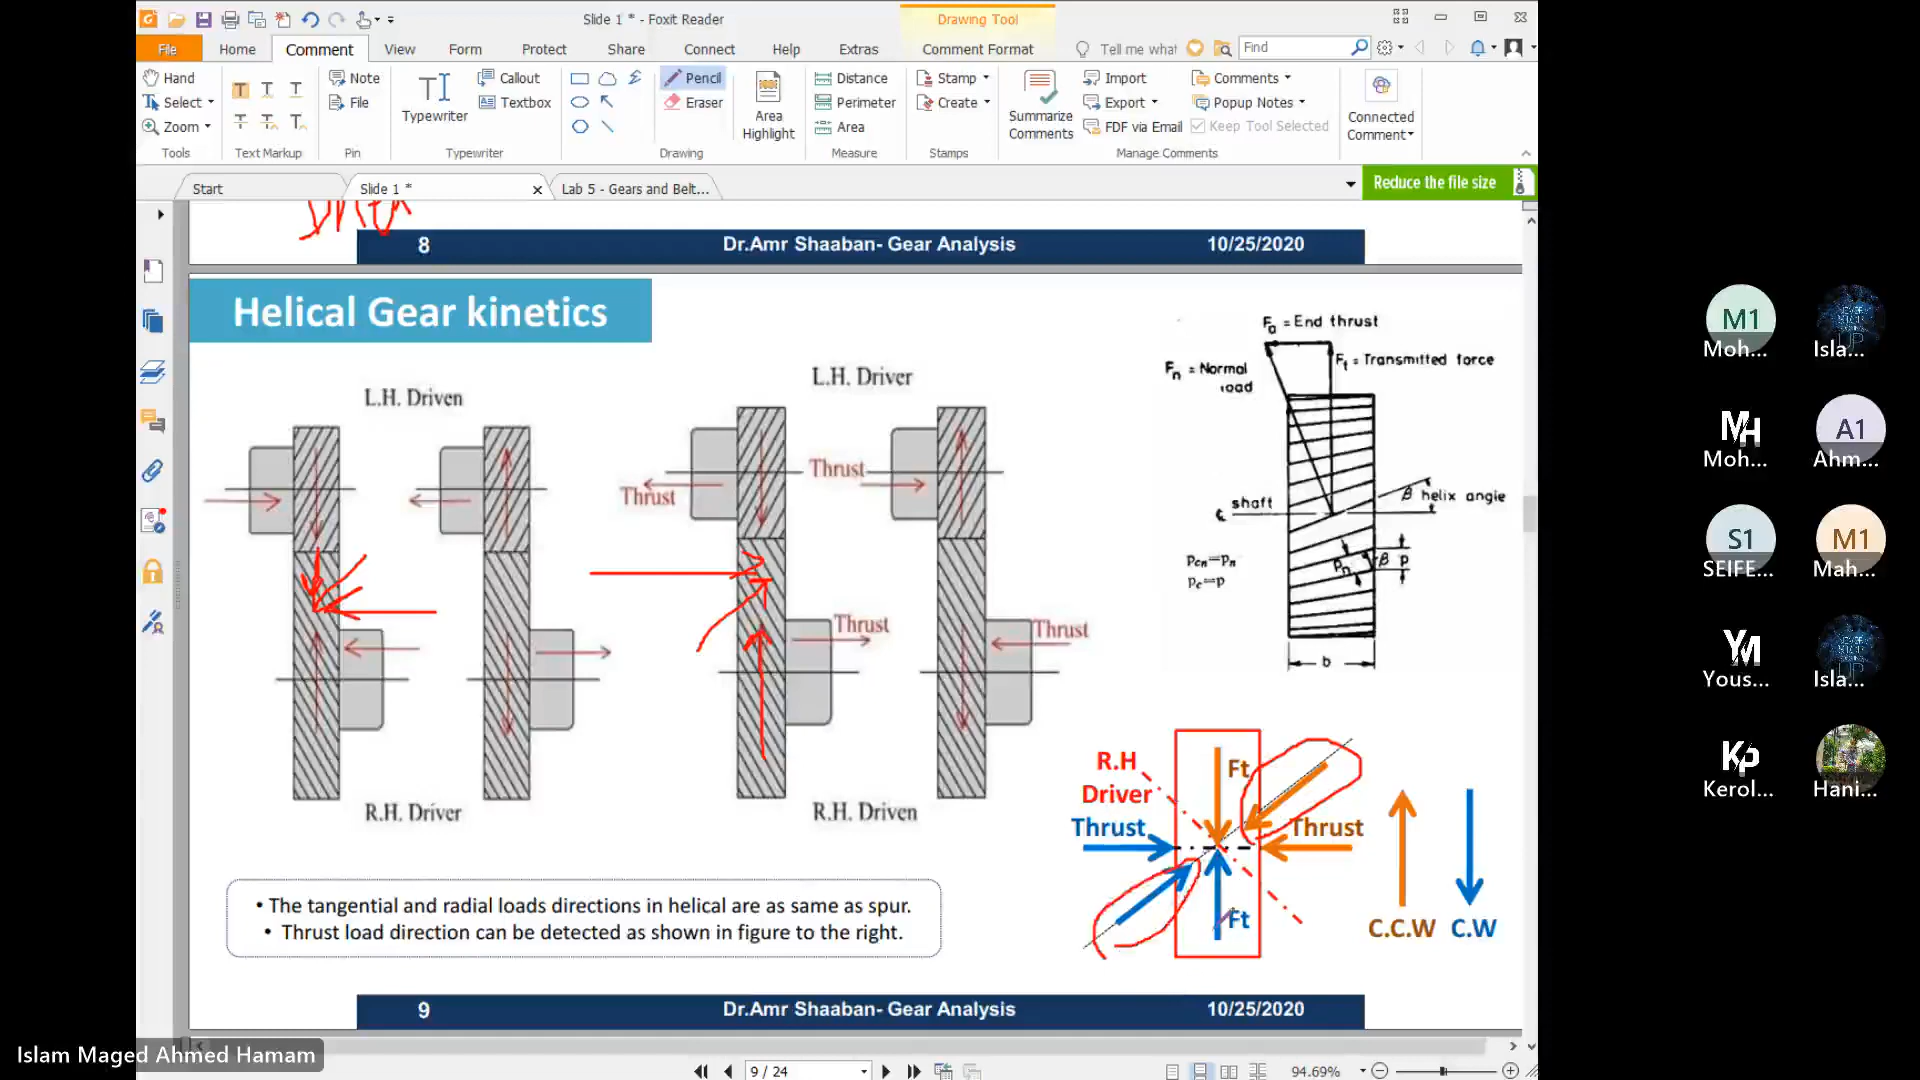 Slide 1 * - Foxit Reader
Drawing Tool
File
Home
Comment
View
Form
Protect
Share
Connect
Help
Extras
Comment Format
Tell me what
Find
Hand
Select
Zoom
Tools
Text Markup
Note
File
Pin
Typewriter
Callout
Textbox
Typewriter
Pencil
Eraser
Area Highlight
Drawing
Distance
Perimeter
Area
Measure
Stamp
Create
Stamps
Summarize Comments
Import
Export
FDF via Email
Comments
Popup Notes
Keep Tool Selected
Manage Comments
Connected Comment
Start
Slide 1 *
Lab 5 - Gears and Belt...
Reduce the file size
8
Dr.Amr Shaaban- Gear Analysis
10/25/2020
Helical Gear kinetics
L.H. Driven
L.H. Driver
Thrust
Thrust
Thrust
Thrust
R.H. Driver
R.H. Driven
Fa = End thrust
Fn = Normal load
Ft = Transmitted force
shaft
β helix angle
Pcn=Pn
Pc=P
Pn
β
P
b
R.H Driver
Ft
Thrust
Thrust
Ft
C.C.W
C.W
• The tangential and radial loads directions in helical are as same as spur.
• Thrust load direction can be detected as shown in figure to the right.
9
Dr.Amr Shaaban- Gear Analysis
10/25/2020
9 / 24
94.69%
Islam Maged Ahmed Hamam
M1
Moh...
Isla...
MH
Moh...
A1
Ahm...
S1
SEIFE...
M1
Mah...
YM
Yous...
Isla...
KP
Kerol...
Hani...